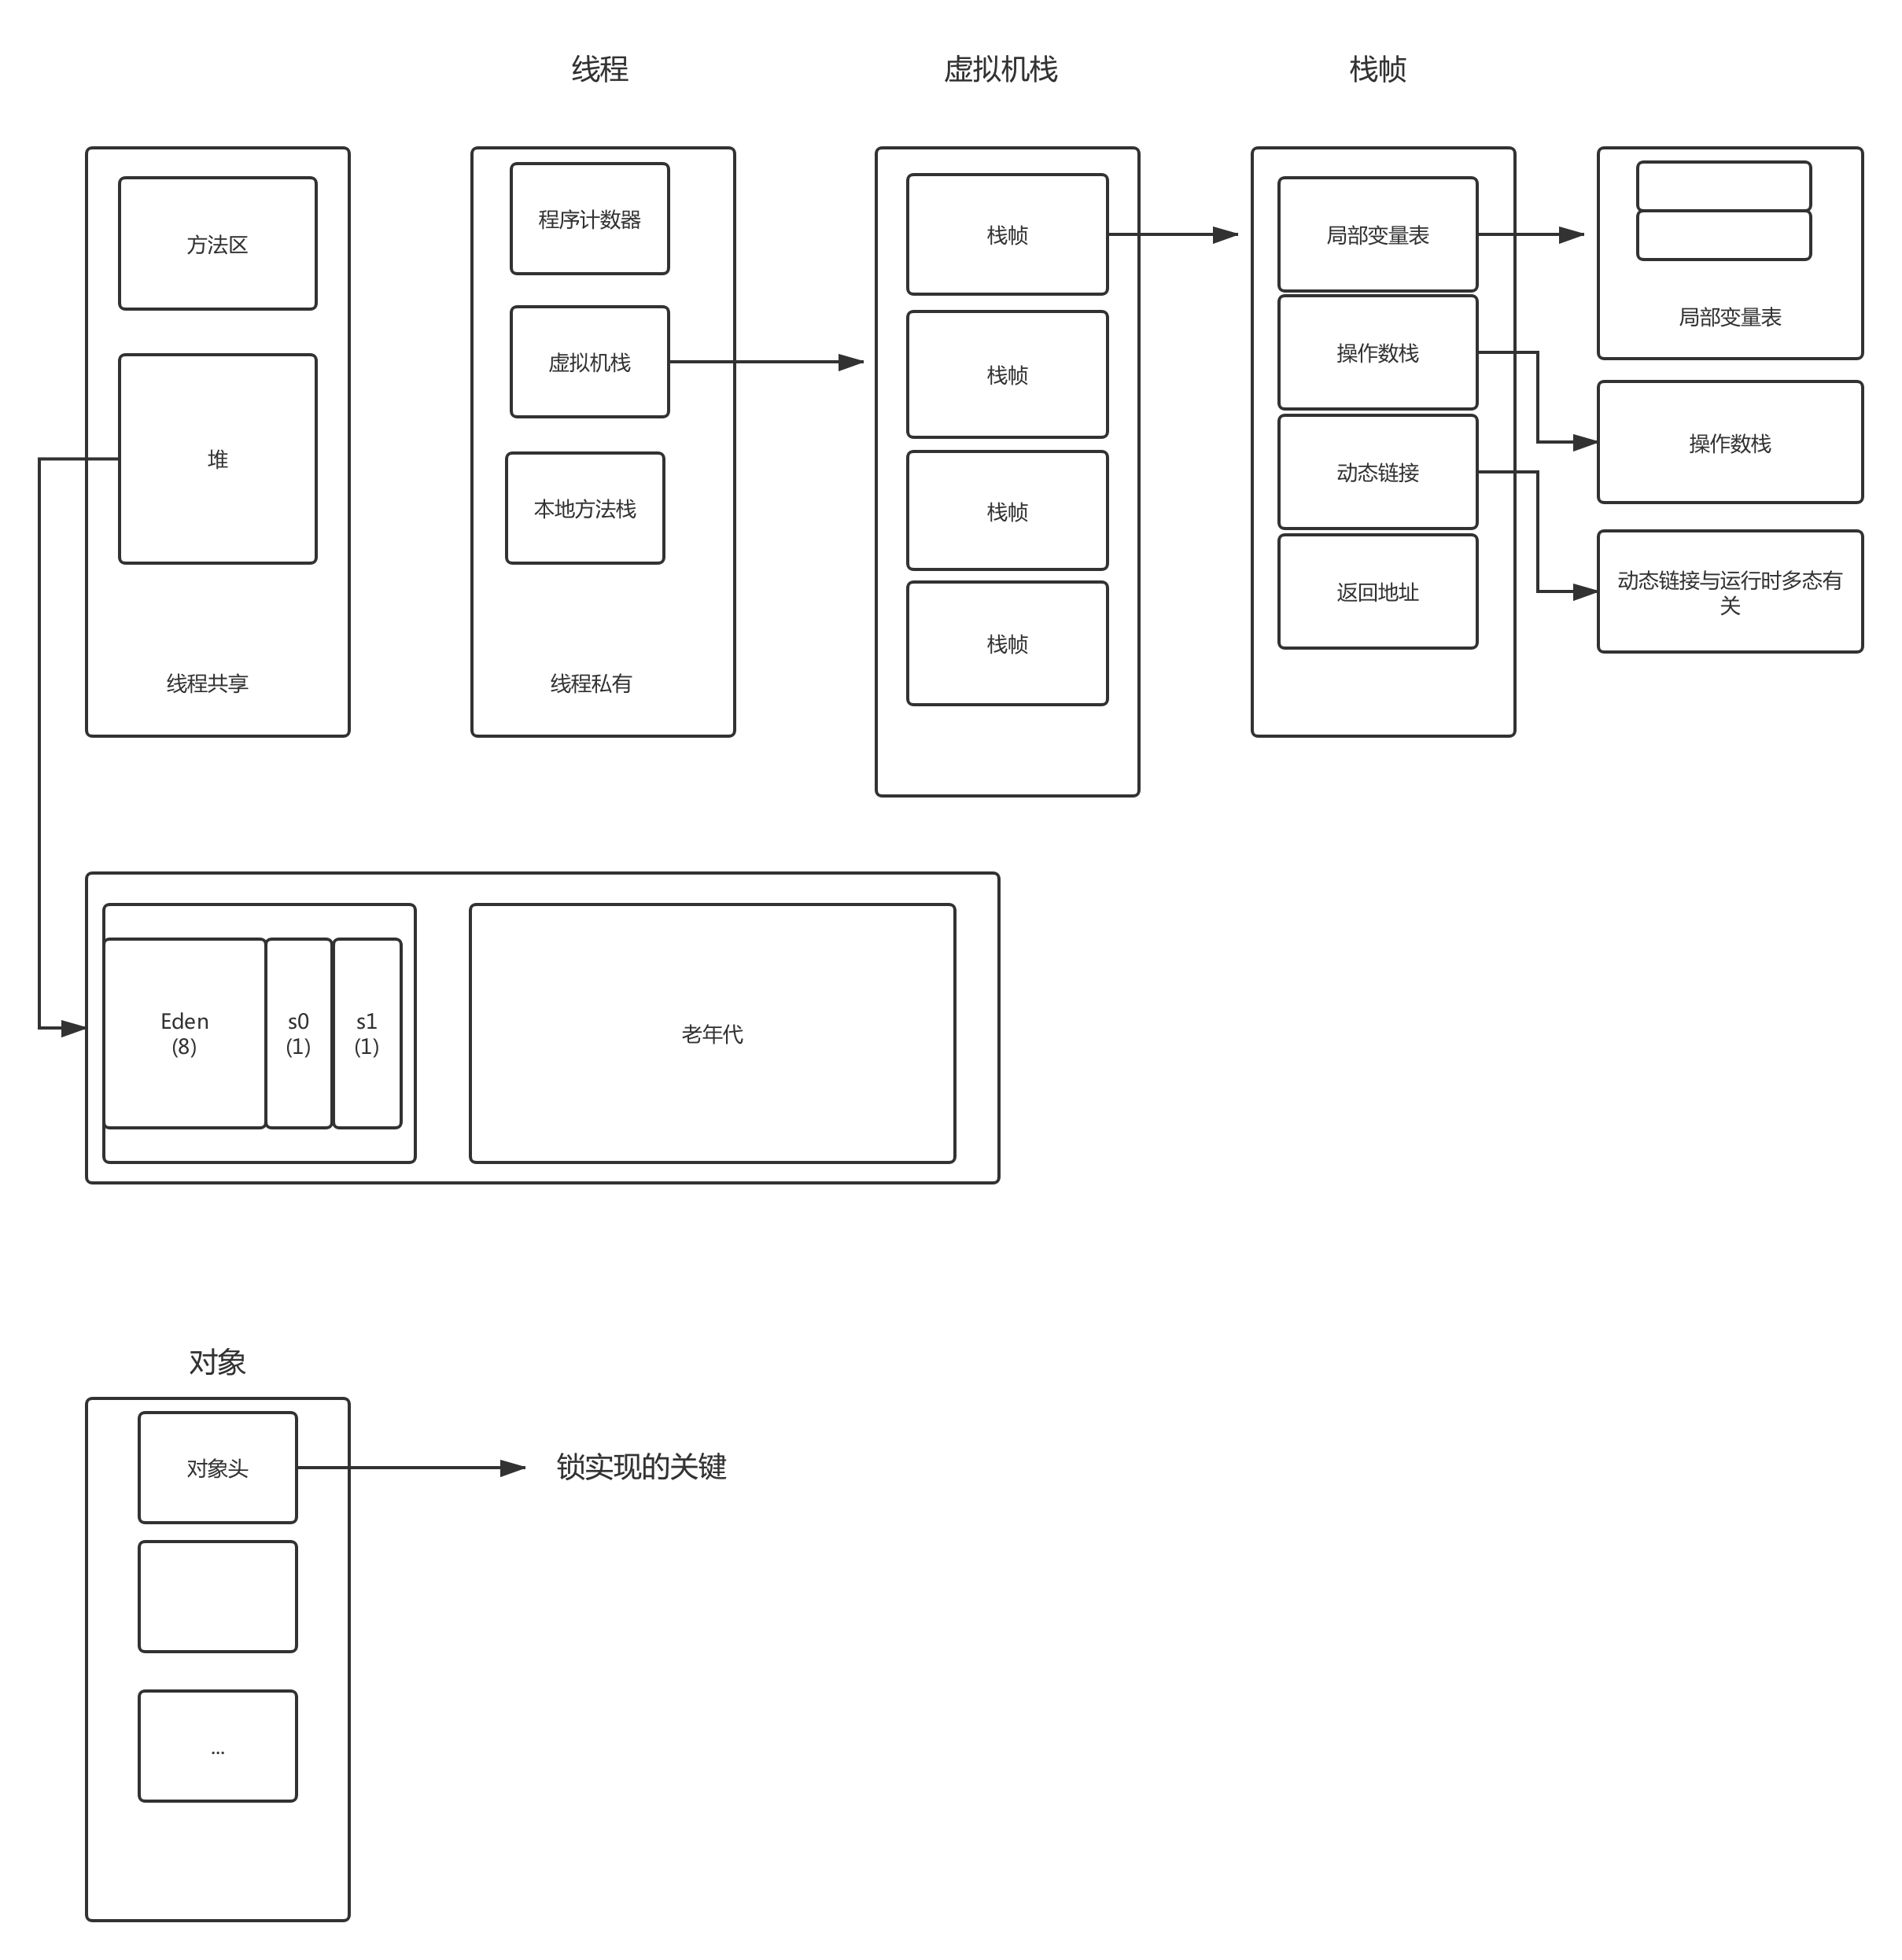 线程
虚拟机栈
栈帧
方法区
堆
线程共享
程序计数器
虚拟机栈
本地方法栈
线程私有
栈帧
栈帧
栈帧
栈帧
局部变量表
操作数栈
动态链接
返回地址
局部变量表
操作数栈
动态链接与运行时多态有
关
Eden
(8)
s0
(1)
s1
(1)
老年代
对象
对象头
锁实现的关键
...